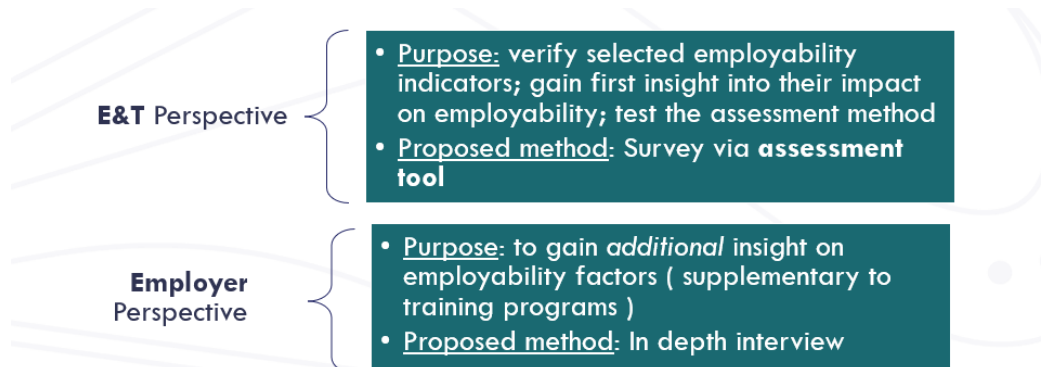 E&T Perspective
• Purpose: verify selected employability
indicators; gain first insight into their impact
on employability; test the assessment method
• Proposed method: Survey via assessment
tool
Employer
Perspective
• Purpose: to gain additional insight on
employability factors ( supplementary to
training programs )
• Proposed method: In depth interview